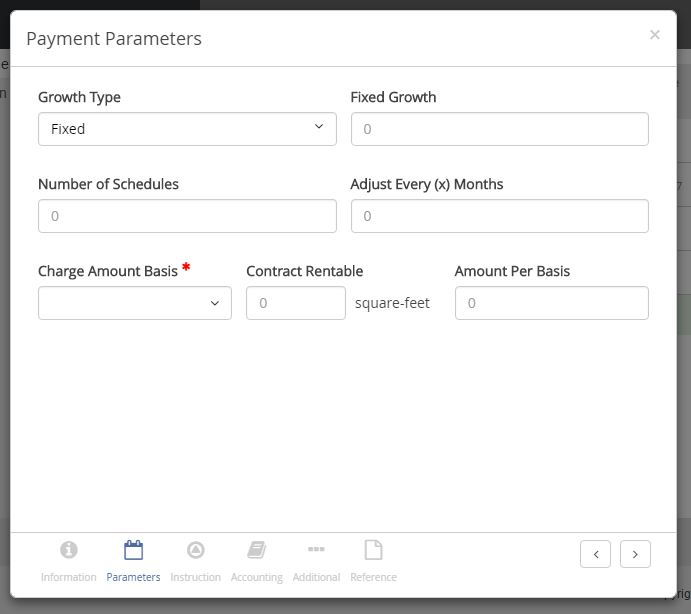 Payment Parameters ×
Growth Type Fixed Growth
Fixed 0
Number of Schedules Adjust Every (x) Months
0 0
Charge Amount Basis * Contract Rentable Amount Per Basis
0 square-feet 0
Information Parameters Instruction Accounting Additional Reference